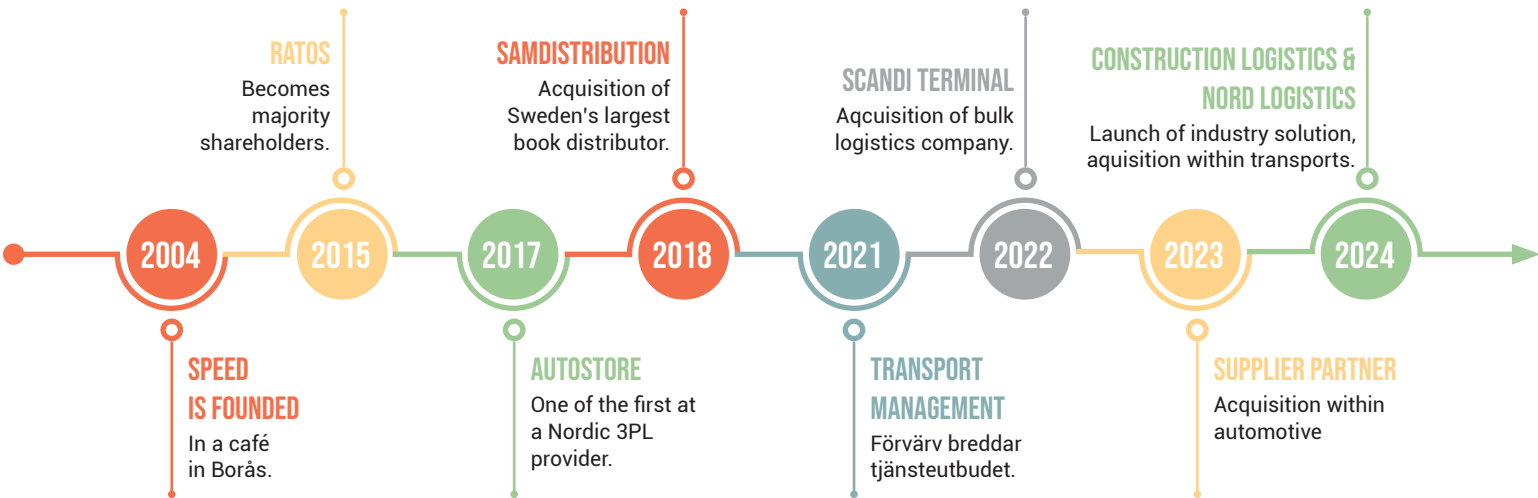 RATOS
Becomes
majority
shareholders.
SAMDISTRIBUTION
Acquisition of
Sweden's largest
book distributor.
SCANDI TERMINAL
Aqcuisition of bulk
logistics company.
CONSTRUCTION LOGISTICS &
NORD LOGISTICS
Launch of industry solution,
aquisition within transports.
2004
2015
2017
2018
2021
2022
2023
2024
SPEED
IS FOUNDED
In a café
in Borås.
AUTOSTORE
One of the first at
a Nordic 3PL
provider.
TRANSPORT
MANAGEMENT
Förvärv breddar
tjänsteutbudet.
SUPPLIER PARTNER
Acquisition within
automotive